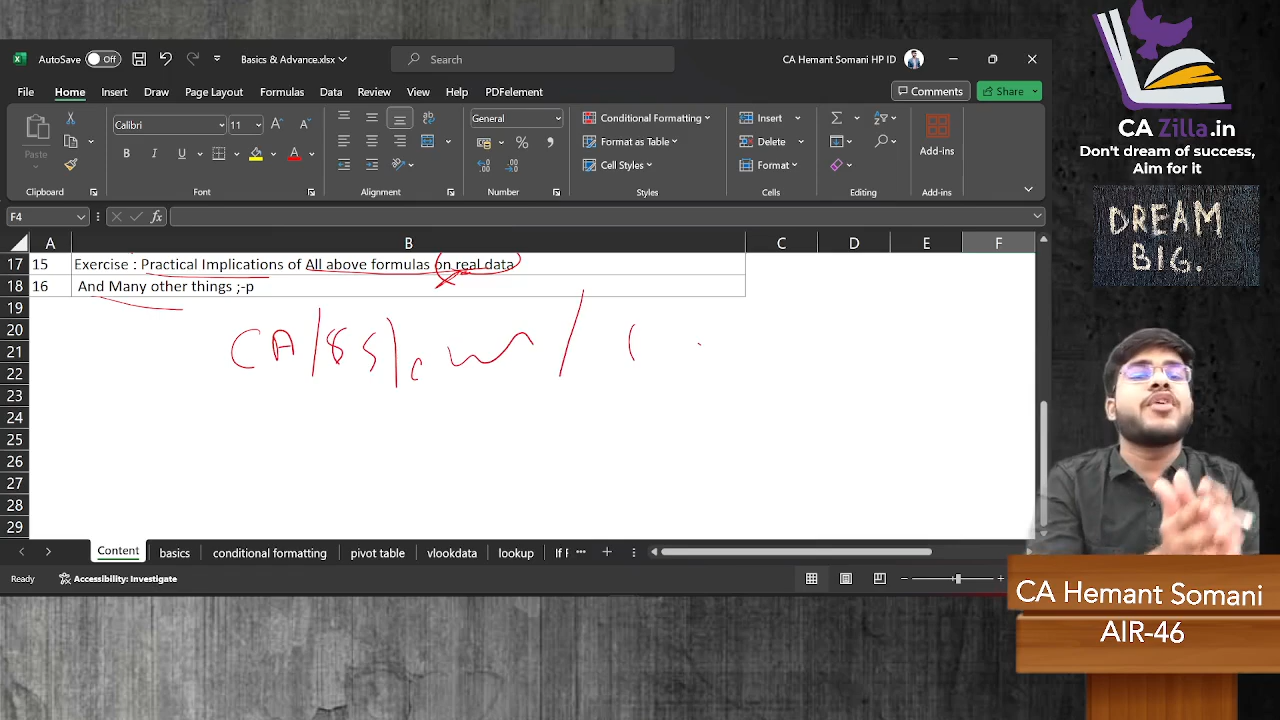 AutoSave Off Basics & Advance.xlsx Search CA Hemant Somani HP ID
File Home Insert Draw Page Layout Formulas Data Review View Help PDFelement Comments Share
Paste Calibri 11 General Conditional Formatting Insert Add-ins
B I U A % Format as Table Delete
Cell Styles Format
Clipboard Font Alignment Number Styles Cells Editing Add-ins
F4 fx
A B C D E F
17 15 Exercise : Practical Implications of All above formulas on real data
18 16 And Many other things ;-p
19
20
21 CA
22
23
24
25
26
27
28
29
Content basics conditional formatting pivot table vlookdata lookup If F
Ready Accessibility: Investigate
CA Zilla.in
Don't dream of success,
Aim for it
DREAM
BIG.
CA Hemant Somani
AIR-46